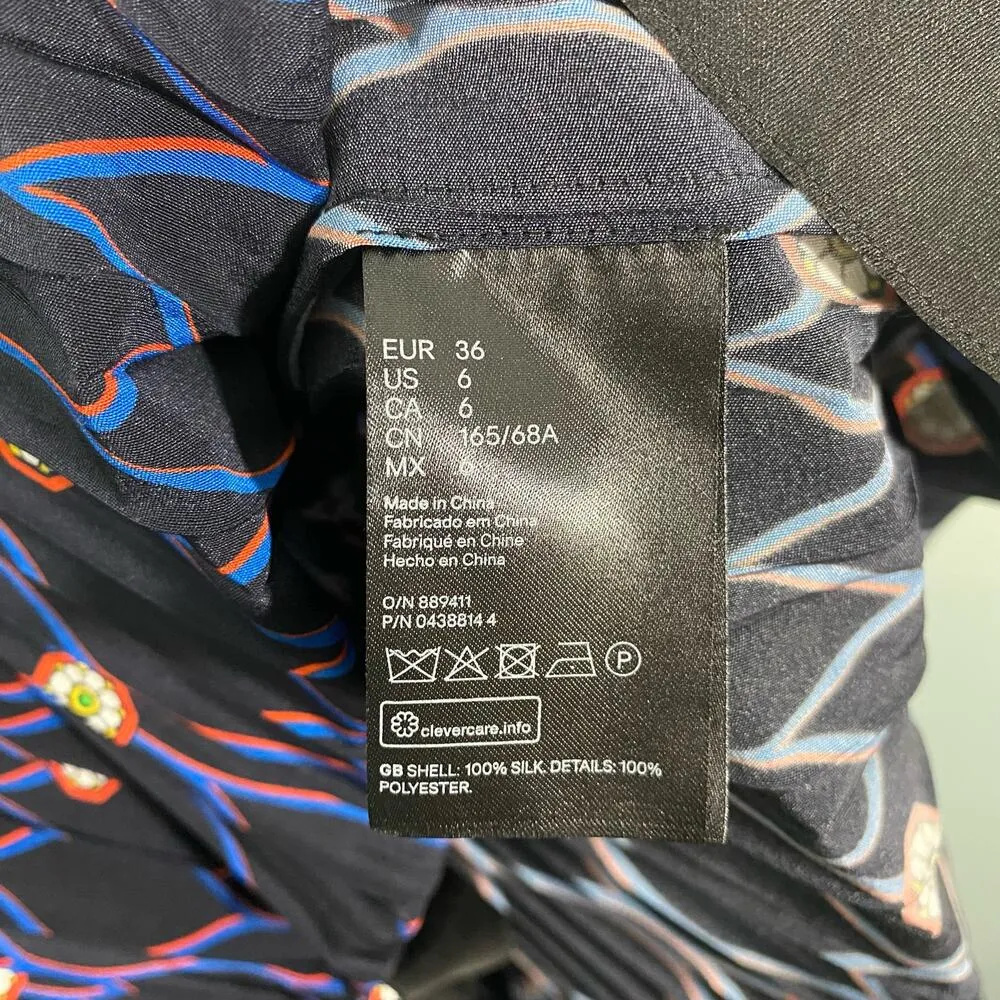 EUR 36
US 6
CA 6
CN 165/68A
MX 6
Made in China
Fabricado em China
Fabriqué en Chine
Hecho en China
O/N 889411
P/N 0438814 4
P
clevercare.info
GB SHELL: 100% SILK. DETAILS: 100%
POLYESTER.